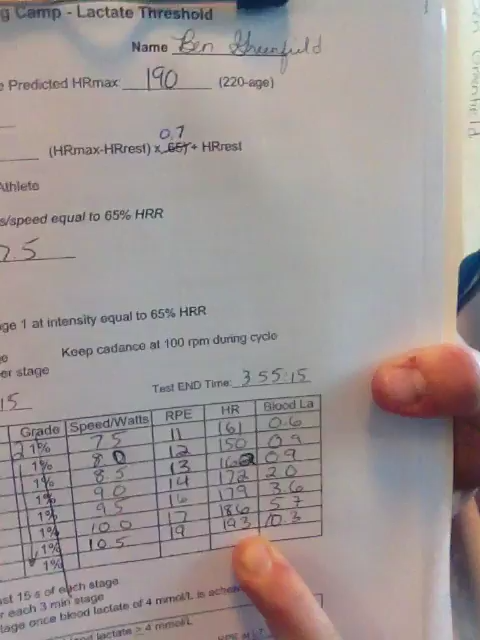 g Camp - Lactate Threshold
Name Ben Greenfield
e Predicted HRmax 190 (220-age)
0.7
(HRmax-HRrest) x .65) + HRrest
Athlete
s/speed equal to 65% HRR
7.5
ge 1 at intensity equal to 65% HRR
Keep cadance at 100 rpm during cycle
er stage
Test END Time: 3:55:15
15
Grade Speed/Watts RPE HR Blood La
1% 7.5 11 161 0.6
1% 8.0 12 150 0.9
1% 8.5 13 162 0.9
1% 9.0 14 172 2.0
1% 9.5 16 179 3.6
1% 10.0 17 186 5.7
1% 10.5 19 193 10.3
1%
st 15 s of each stage
r each 3 min stage
tage once blood lactate of 4 mmol/L is achie
lactate > 4 mmol/L